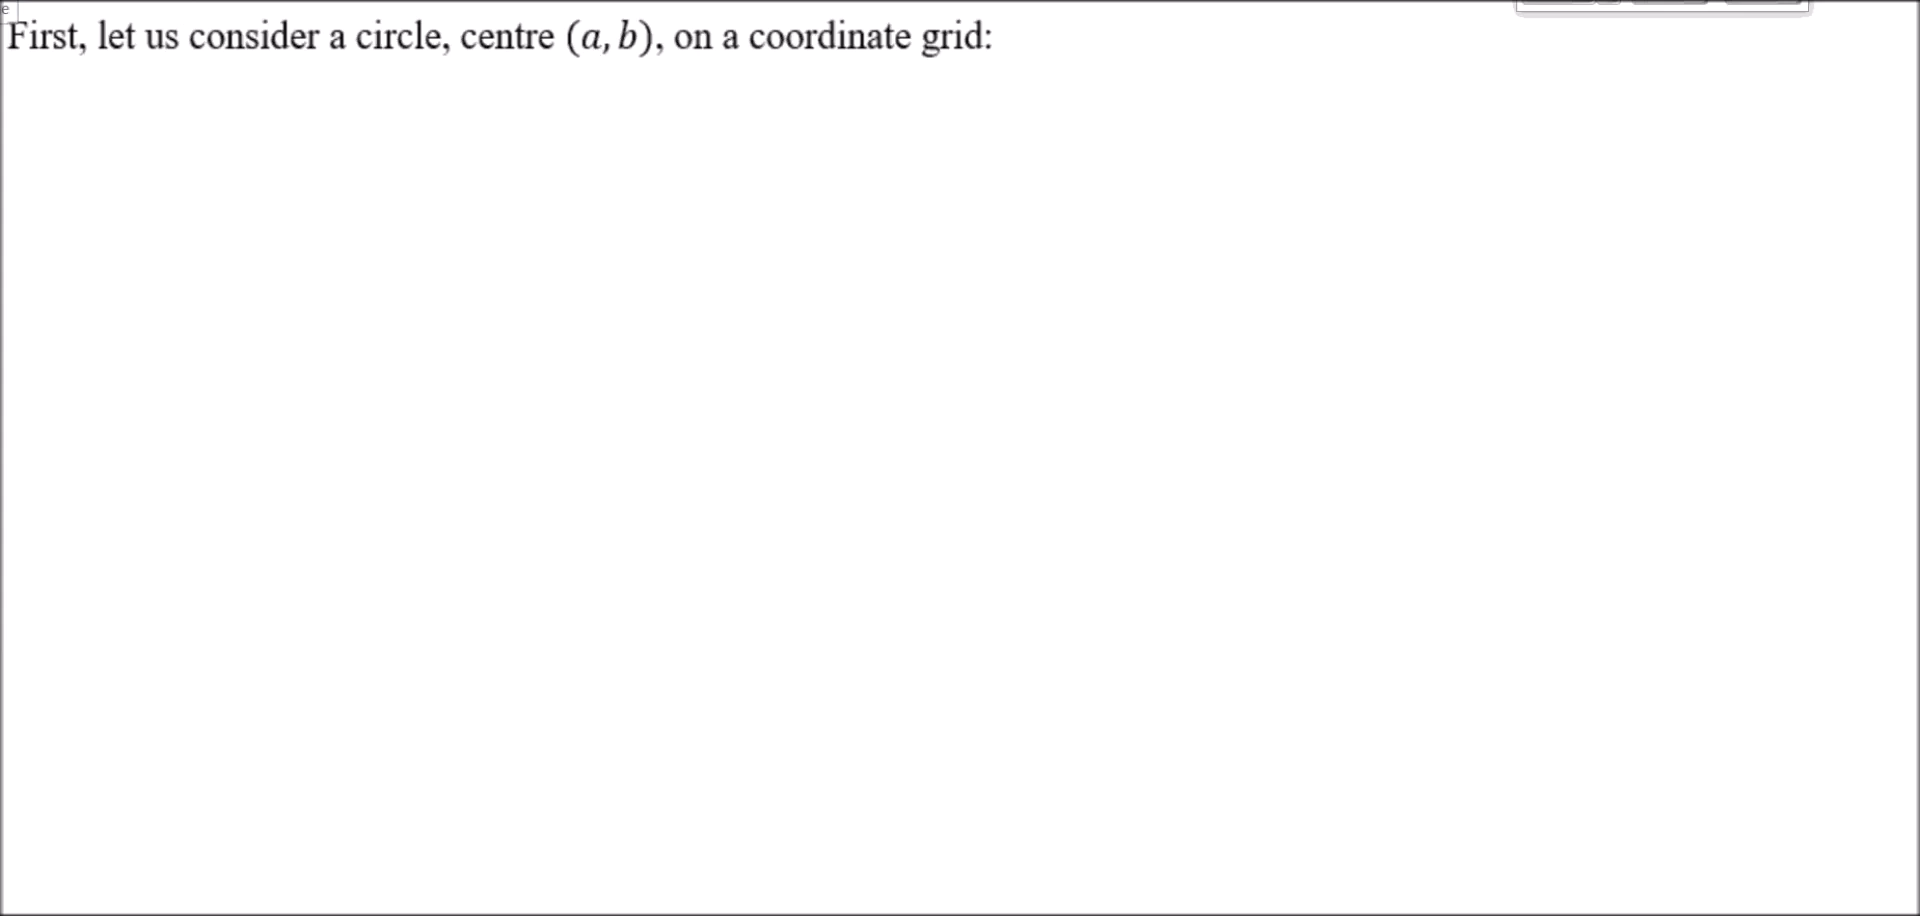 e
First, let us consider a circle, centre (a, b), on a coordinate grid: